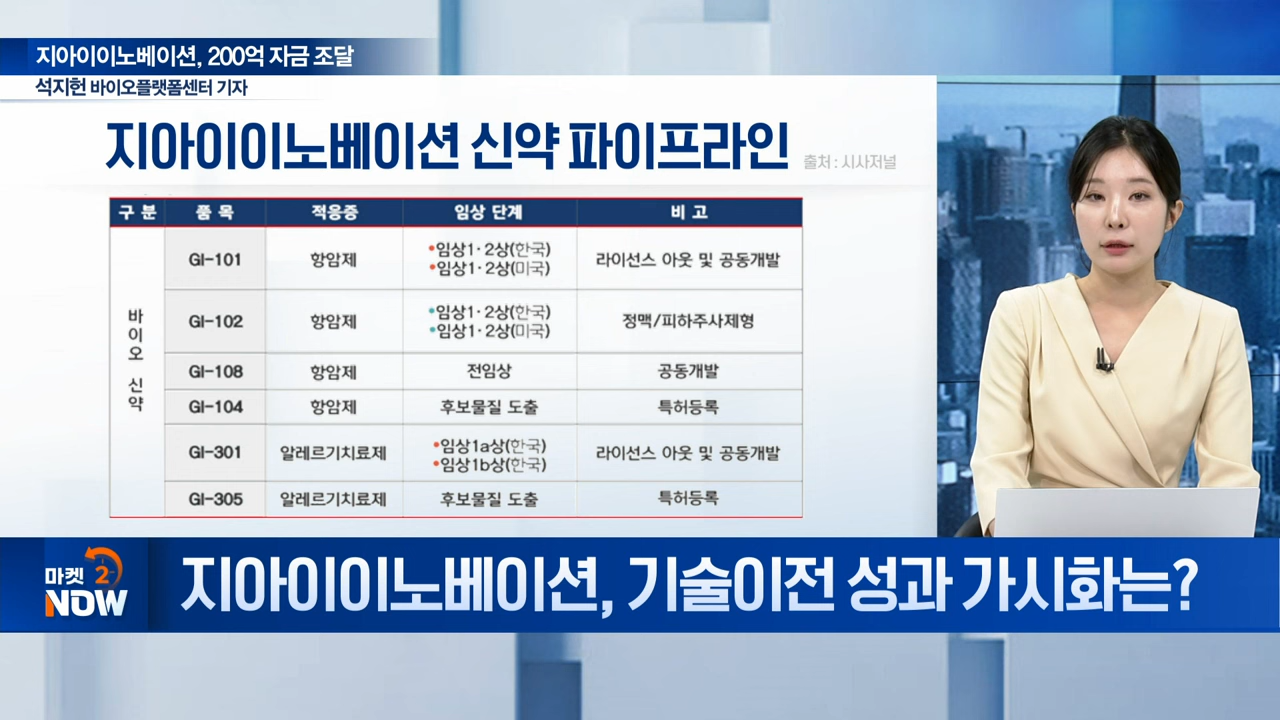 지아이이노베이션, 200억 자금 조달
석지헌 바이오플랫폼센터 기자
지아이이노베이션 신약 파이프라인 출처 : 시사저널
구 분 품 목 적응증 임상 단계 비 고
바이오 신약
GI-101 항암제 •임상1·2상(한국) 라이선스 아웃 및 공동개발
•임상1·2상(미국)
GI-102 항암제 •임상1·2상(한국) 정맥/피하주사제형
•임상1·2상(미국)
GI-108 항암제 전임상 공동개발
GI-104 항암제 후보물질 도출 특허등록
GI-301 알레르기치료제 •임상1a상(한국) 라이선스 아웃 및 공동개발
•임상1b상(한국)
GI-305 알레르기치료제 후보물질 도출 특허등록
마켓 2
NOW
지아이이노베이션, 기술이전 성과 가시화는?